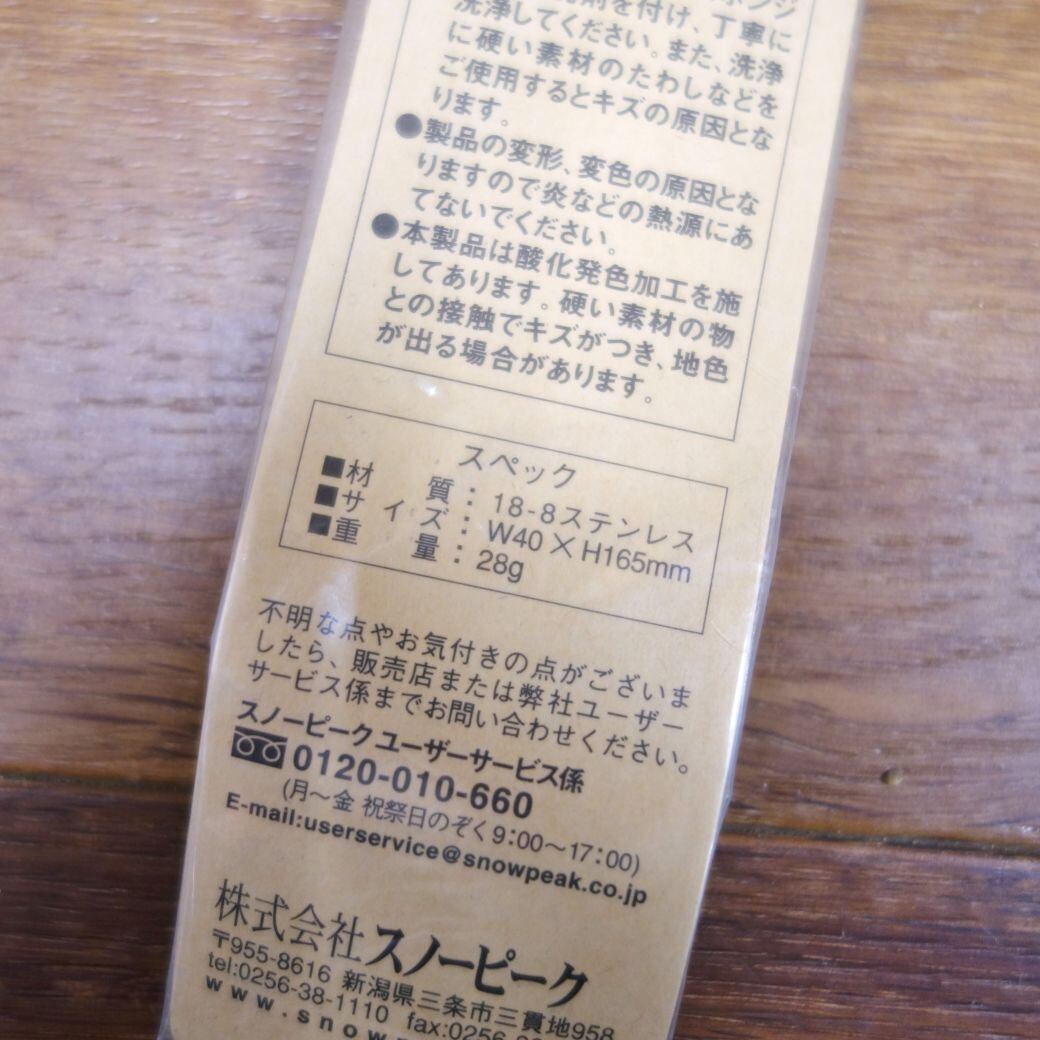 剤を付け、丁寧に
洗浄してください。また、洗浄
に硬い素材のたわしなどを
ご使用するとキズの原因とな
ります。
●製品の変形、変色の原因とな
りますので炎などの熱源にあ
てないでください。
●本製品は酸化発色加工を施
してあります。硬い素材の物
との接触でキズがつき、地色
が出る場合があります。
スペック
■材質：18-8ステンレス
■サイズ：W40×H165mm
■重量：28g
不明な点やお気付きの点がございま
したら、販売店または弊社ユーザー
サービス係までお問い合わせください。
スノーピークユーザーサービス係
0120-010-660
(月〜金 祝祭日のぞく9:00〜17:00)
E-mail:userservice@snowpeak.co.jp
株式会社スノーピーク
〒955-8616 新潟県三条市三貫地958
tel:0256-38-1110 fax:0256-
www.snow